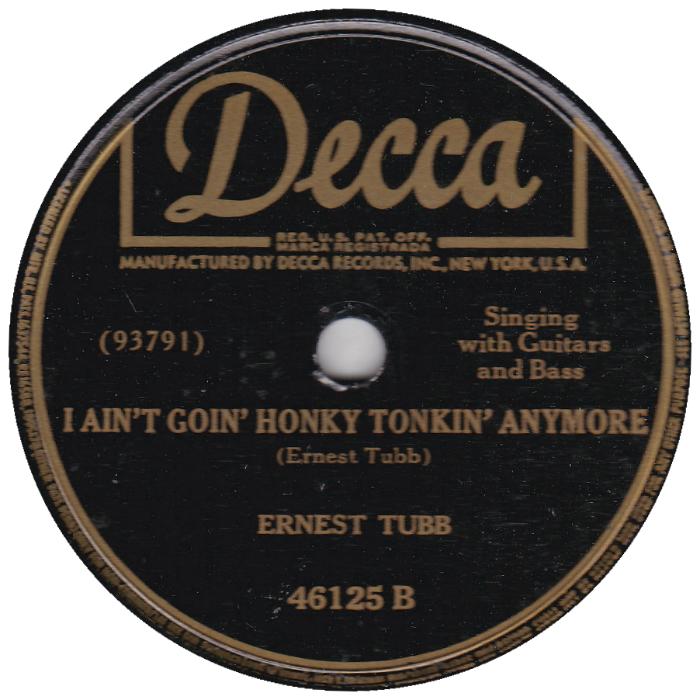 Decca
REG. U.S. PAT. OFF.
MARCA REGISTRADA
MANUFACTURED BY DECCA RECORDS, INC., NEW YORK, U.S.A.
(93791)
Singing
with Guitars
and Bass
I AIN'T GOIN' HONKY TONKIN' ANYMORE
(Ernest Tubb)
ERNEST TUBB
46125 B